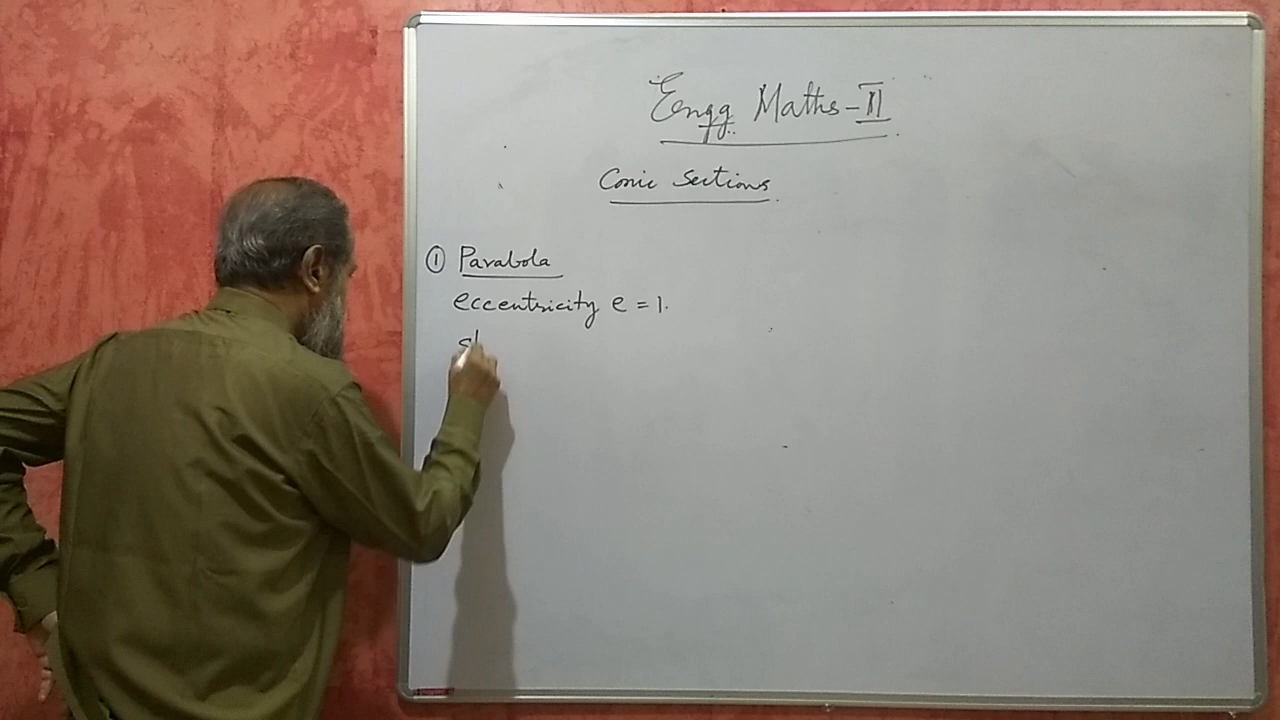 Engg Maths-II
Conic Sections
① Parabola
eccentricity e = 1.